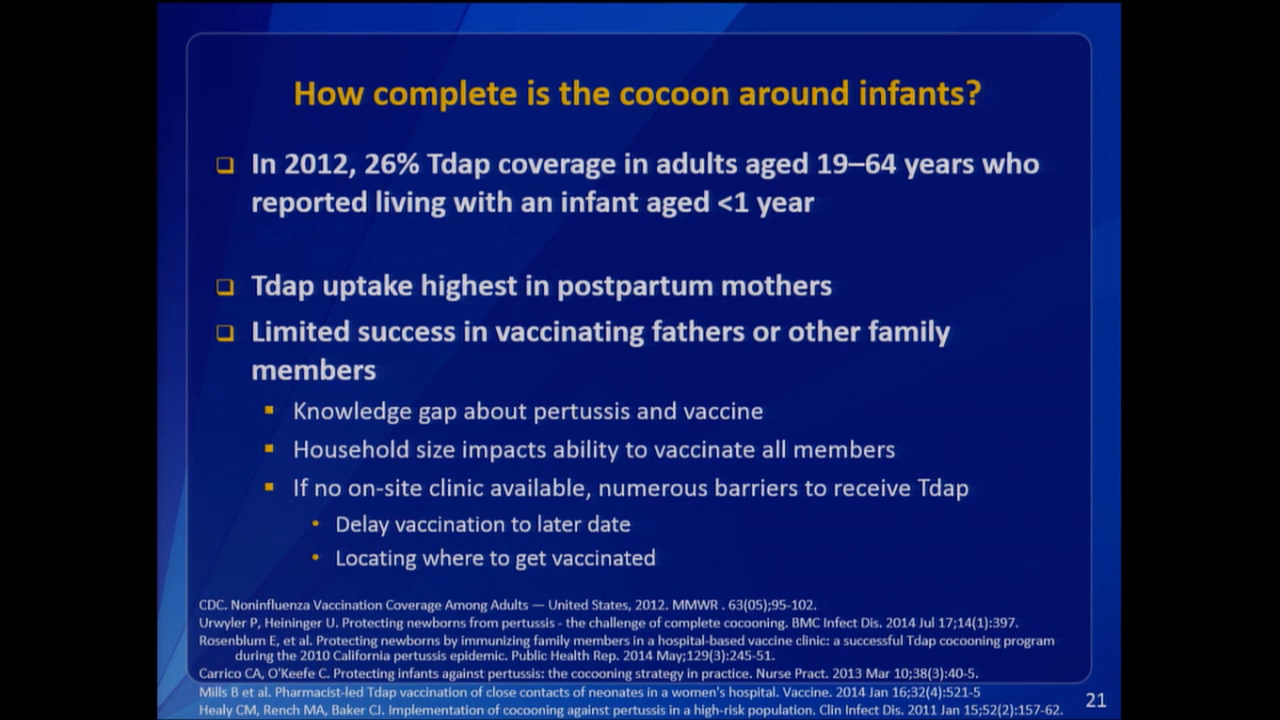 How complete is the cocoon around infants?
In 2012, 26% Tdap coverage in adults aged 19–64 years who
reported living with an infant aged <1 year
Tdap uptake highest in postpartum mothers
Limited success in vaccinating fathers or other family
members
Knowledge gap about pertussis and vaccine
Household size impacts ability to vaccinate all members
If no on-site clinic available, numerous barriers to receive Tdap
Delay vaccination to later date
Locating where to get vaccinated
CDC. Noninfluenza Vaccination Coverage Among Adults — United States, 2012. MMWR . 63(05);95-102.
Urwyler P, Heininger U. Protecting newborns from pertussis - the challenge of complete cocooning. BMC Infect Dis. 2014 Jul 17;14(1):397.
Rosenblum E, et al. Protecting newborns by immunizing family members in a hospital-based vaccine clinic: a successful Tdap cocooning program
during the 2010 California pertussis epidemic. Public Health Rep. 2014 May;129(3):245-51.
Carrico CA, O'Keefe C. Protecting infants against pertussis: the cocooning strategy in practice. Nurse Pract. 2013 Mar 10;38(3):40-5.
Mills B et al. Pharmacist-led Tdap vaccination of close contacts of neonates in a women's hospital. Vaccine. 2014 Jan 16;32(4):521-5
Healy CM, Rench MA, Baker CJ. Implementation of cocooning against pertussis in a high-risk population. Clin Infect Dis. 2011 Jan 15;52(2):157-62.
21